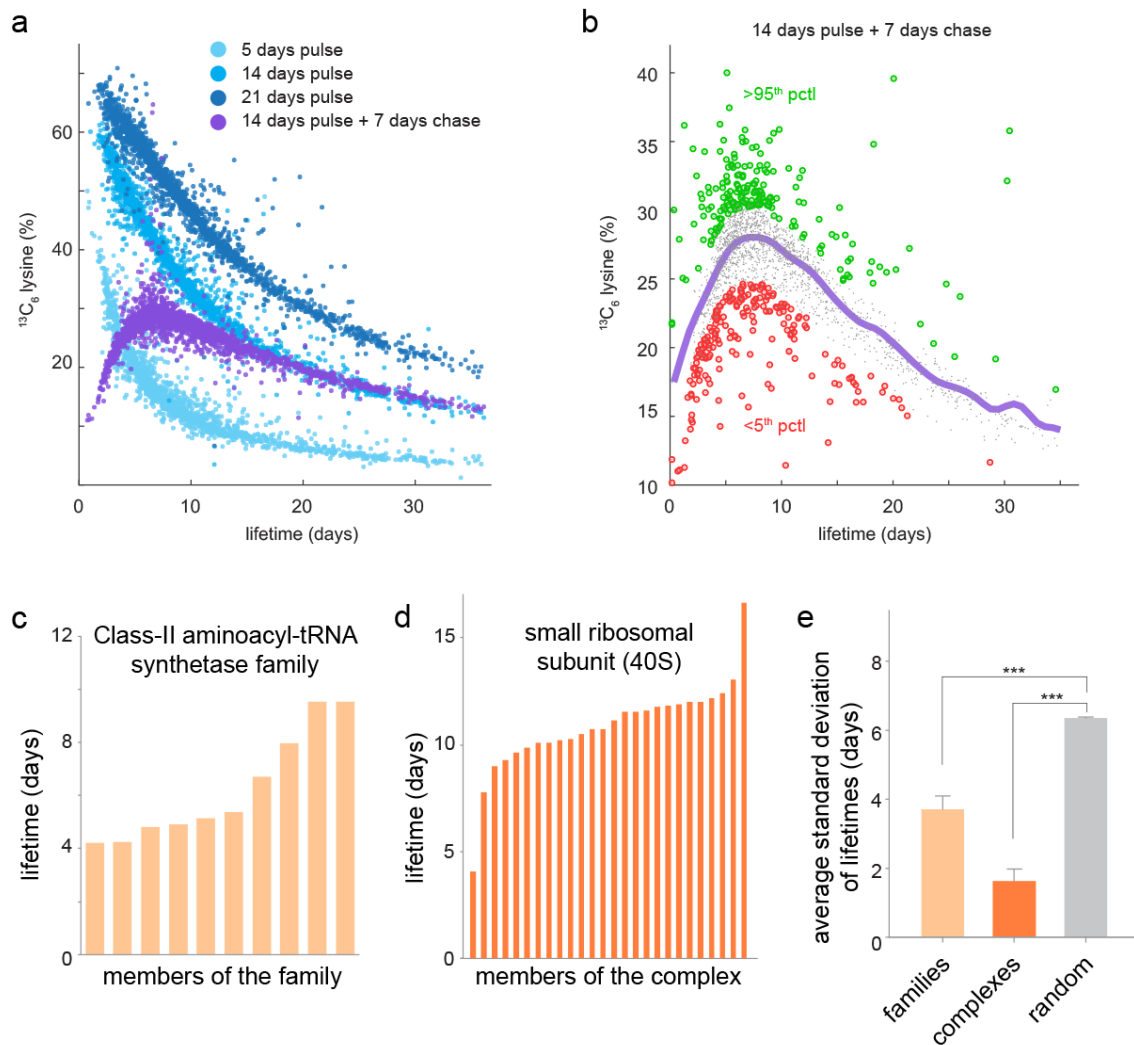 a
5 days pulse
14 days pulse
21 days pulse
14 days pulse + 7 days chase
60
40
20
¹³C₆ lysine (%)
0
10
20
30
lifetime (days)
b
14 days pulse + 7 days chase
>95ᵗʰ pctl
<5ᵗʰ pctl
40
35
30
25
20
15
10
¹³C₆ lysine (%)
0
10
20
30
lifetime (days)
c
Class-II aminoacyl-tRNA
synthetase family
12
8
4
0
lifetime (days)
members of the family
d
small ribosomal
subunit (40S)
15
10
5
0
lifetime (days)
members of the complex
e
***
***
8
6
4
2
0
average standard deviation
of lifetimes (days)
families
complexes
random